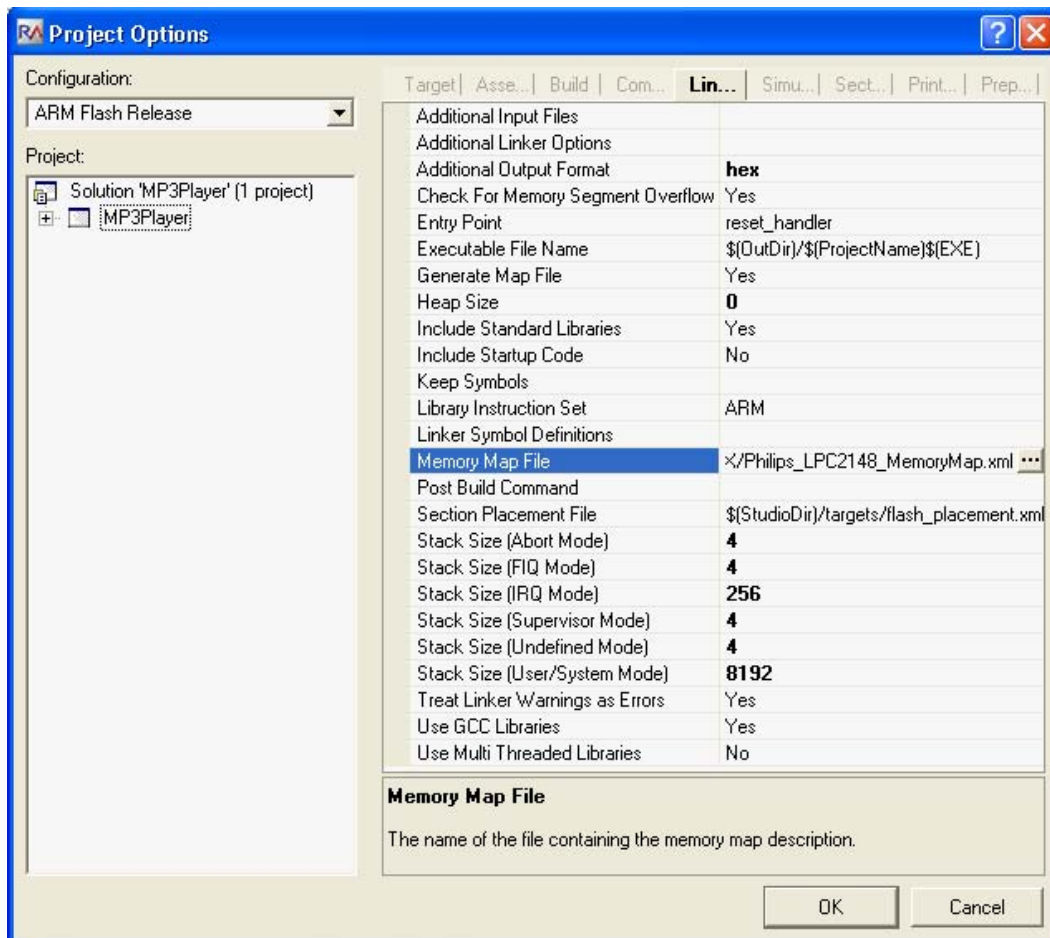 Project Options
Configuration:
ARM Flash Release
Project:
Solution 'MP3Player' (1 project)
MP3Player
Target Asse... Build Com... Lin... Simu... Sect... Print... Prep...
Additional Input Files
Additional Linker Options
Additional Output Format hex
Check For Memory Segment Overflow Yes
Entry Point reset_handler
Executable File Name $(OutDir)/$(ProjectName)$(EXE)
Generate Map File Yes
Heap Size 0
Include Standard Libraries Yes
Include Startup Code No
Keep Symbols
Library Instruction Set ARM
Linker Symbol Definitions
Memory Map File X/Philips_LPC2148_MemoryMap.xml ...
Post Build Command
Section Placement File $(StudioDir)/targets/flash_placement.xml
Stack Size (Abort Mode) 4
Stack Size (FIQ Mode) 4
Stack Size (IRQ Mode) 256
Stack Size (Supervisor Mode) 4
Stack Size (Undefined Mode) 4
Stack Size (User/System Mode) 8192
Treat Linker Warnings as Errors Yes
Use GCC Libraries Yes
Use Multi Threaded Libraries No
Memory Map File
The name of the file containing the memory map description.
OK Cancel